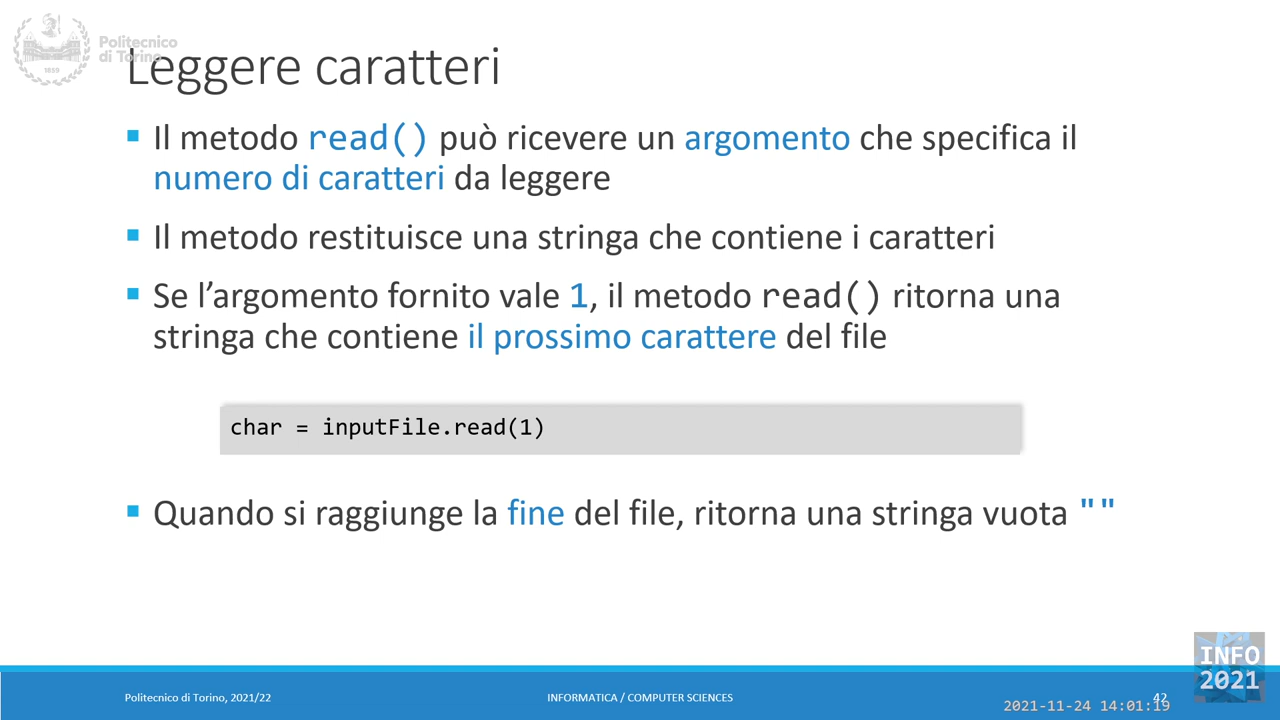 Politecnico
di Torino
Leggere caratteri
▪ Il metodo read() può ricevere un argomento che specifica il
numero di caratteri da leggere
▪ Il metodo restituisce una stringa che contiene i caratteri
▪ Se l’argomento fornito vale 1, il metodo read() ritorna una
stringa che contiene il prossimo carattere del file
char = inputFile.read(1)
▪ Quando si raggiunge la fine del file, ritorna una stringa vuota ""
Politecnico di Torino, 2021/22
INFORMATICA / COMPUTER SCIENCES
42
2021-11-24 14:01:19
INFO
2021
1859